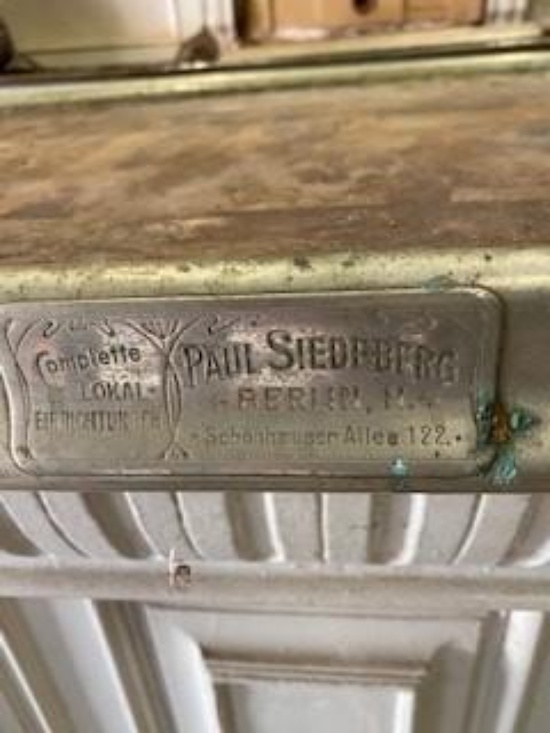 Complette
LOKAL-
EINRICHTUNGEN
PAUL SIEDEBERG
BERLIN, N.
Schönhauser Allee 122.